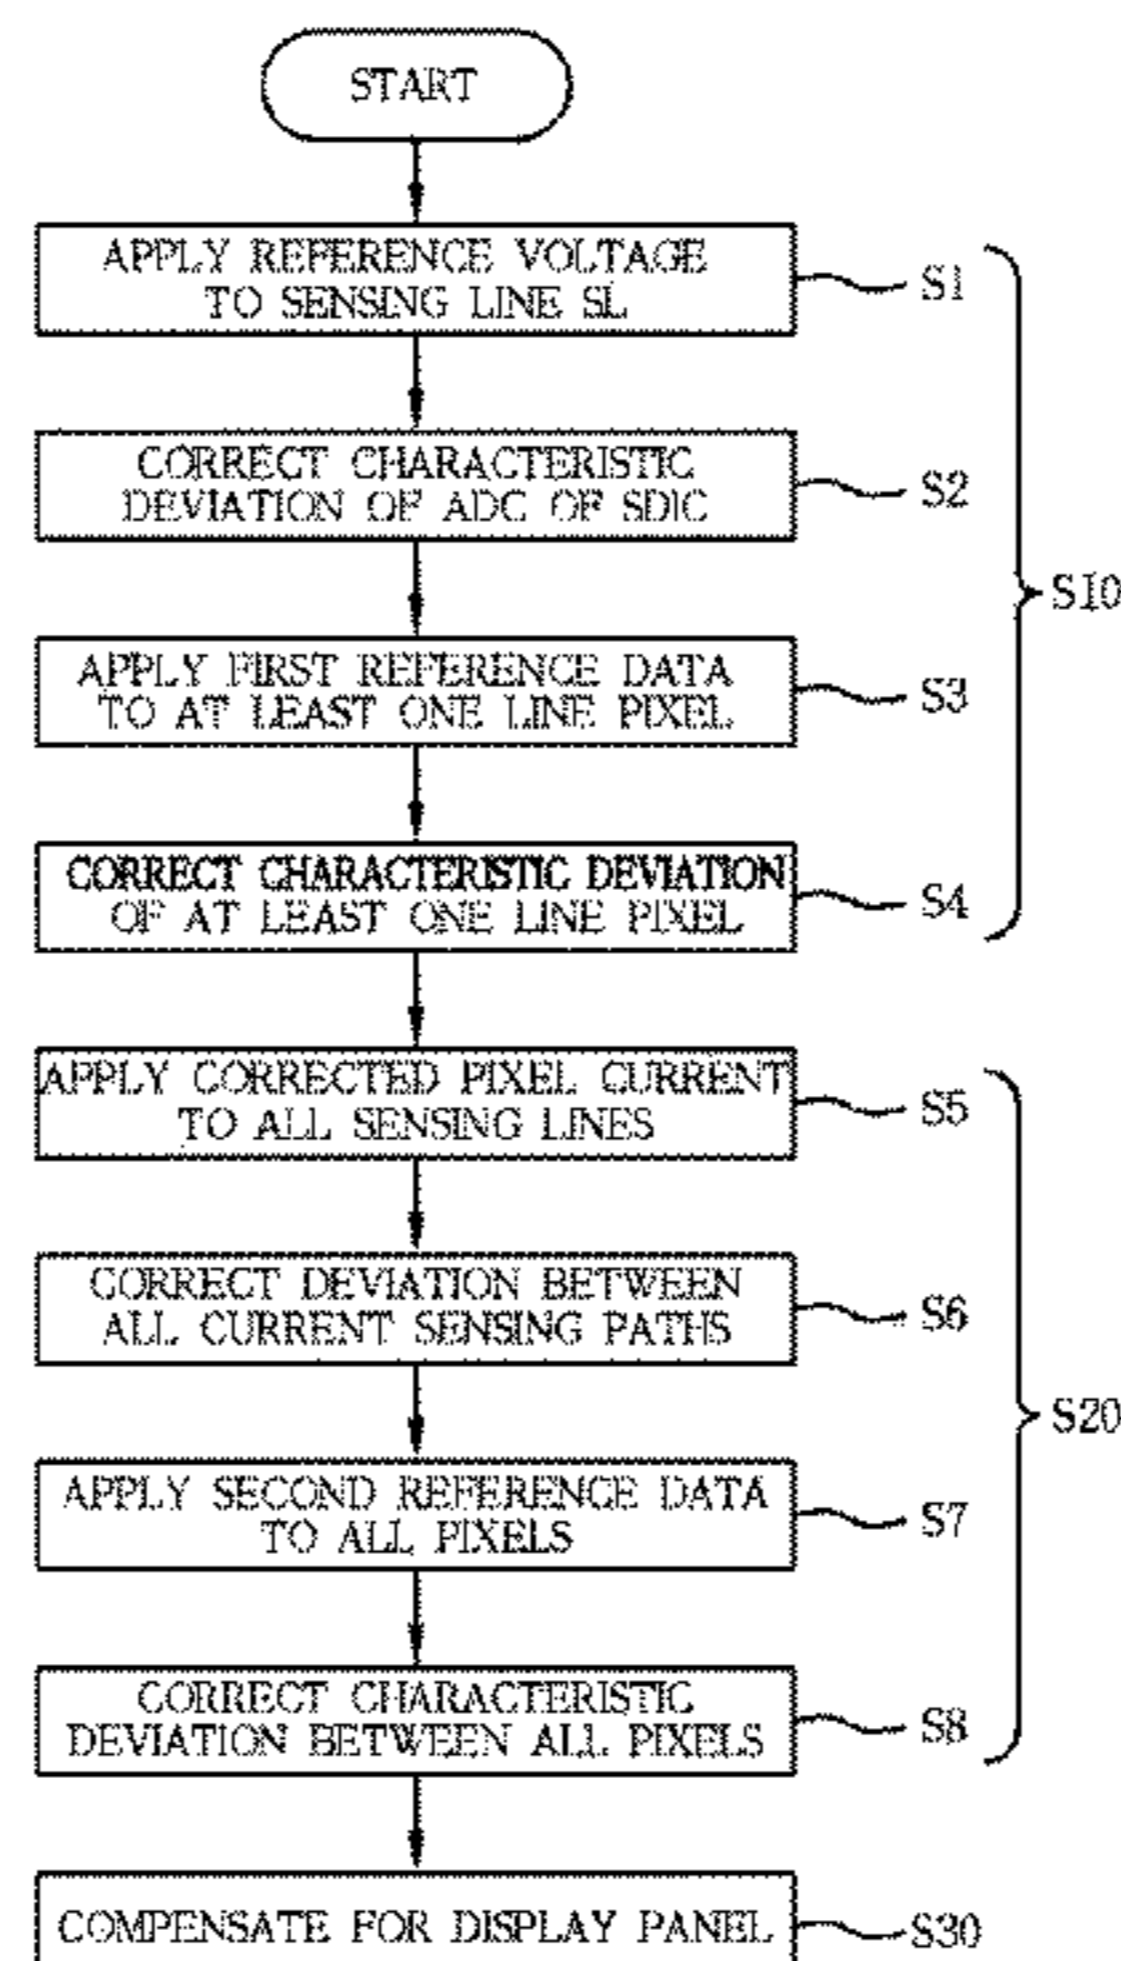 START
APPLY REFERENCE VOLTAGE
TO SENSING LINE SL
S1
CORRECT CHARACTERISTIC
DEVIATION OF ADC OF SDIC
S2
S10
APPLY FIRST REFERENCE DATA
TO AT LEAST ONE LINE PIXEL
S3
CORRECT CHARACTERISTIC DEVIATION
OF AT LEAST ONE LINE PIXEL
S4
APPLY CORRECTED PIXEL CURRENT
TO ALL SENSING LINES
S5
CORRECT DEVIATION BETWEEN
ALL CURRENT SENSING PATHS
S6
S20
APPLY SECOND REFERENCE DATA
TO ALL PIXELS
S7
CORRECT CHARACTERISTIC
DEVIATION BETWEEN ALL PIXELS
S8
COMPENSATE FOR DISPLAY PANEL
S30